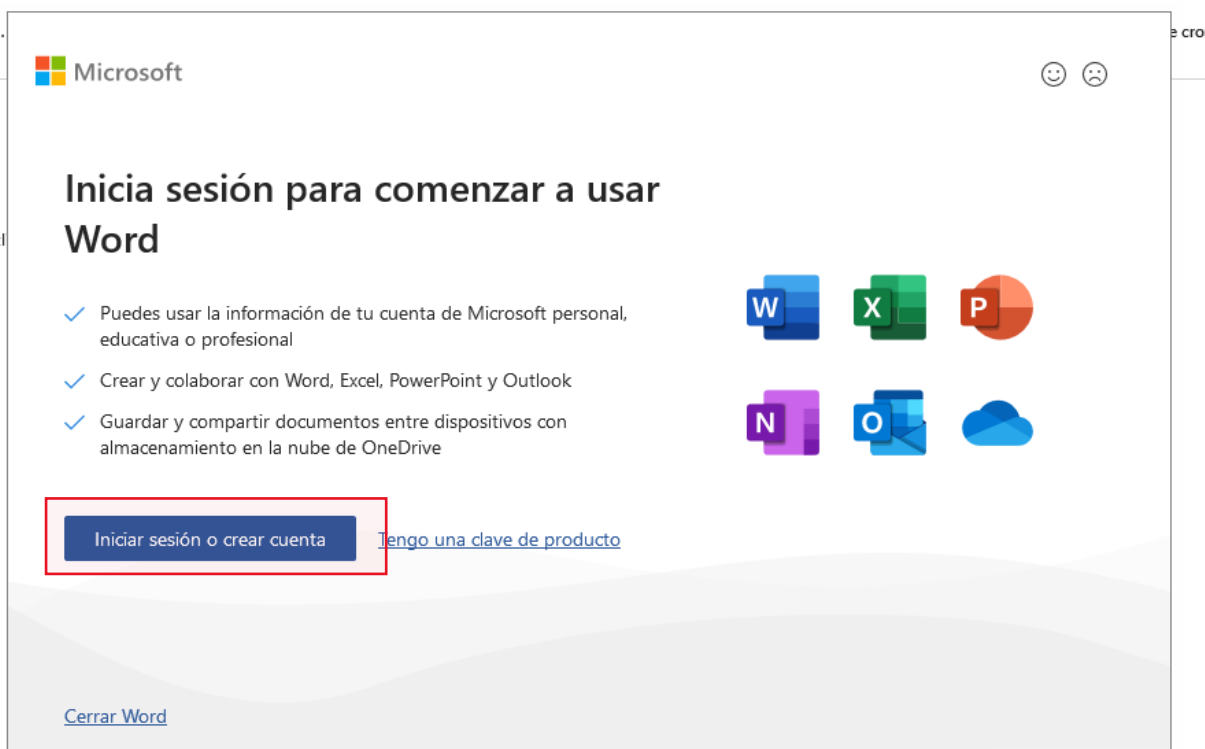 e cro
Microsoft
Inicia sesión para comenzar a usar
Word
Puedes usar la información de tu cuenta de Microsoft personal,
educativa o profesional
Crear y colaborar con Word, Excel, PowerPoint y Outlook
Guardar y compartir documentos entre dispositivos con
almacenamiento en la nube de OneDrive
W X P
N O
Iniciar sesión o crear cuenta Tengo una clave de producto
Cerrar Word